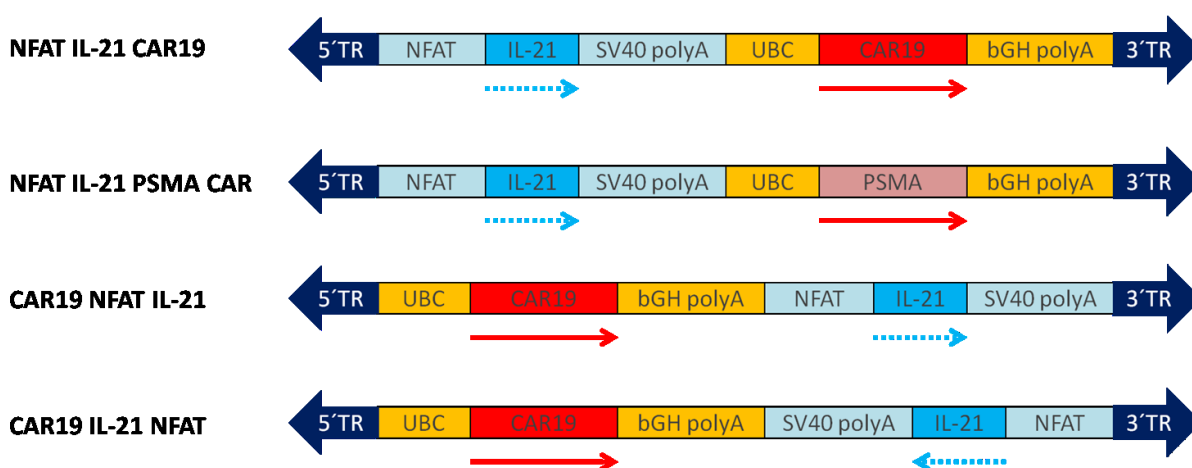 NFAT IL-21 CAR19 5´TR NFAT IL-21 SV40 polyA UBC CAR19 bGH polyA 3´TR
NFAT IL-21 PSMA CAR 5´TR NFAT IL-21 SV40 polyA UBC PSMA bGH polyA 3´TR
CAR19 NFAT IL-21 5´TR UBC CAR19 bGH polyA NFAT IL-21 SV40 polyA 3´TR
CAR19 IL-21 NFAT 5´TR UBC CAR19 bGH polyA SV40 polyA IL-21 NFAT 3´TR